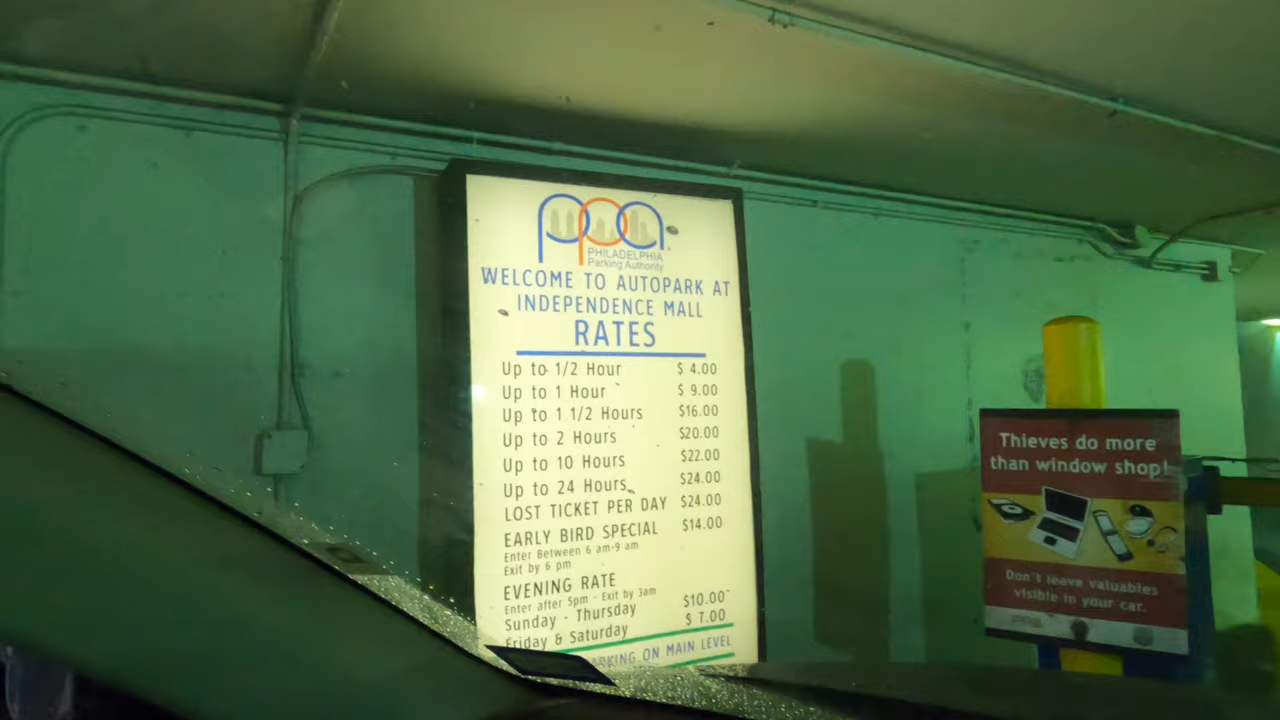 ppa
PHILADELPHIA
Parking Authority
WELCOME TO AUTOPARK AT
INDEPENDENCE MALL
RATES
Up to 1/2 Hour $ 4.00
Up to 1 Hour $ 9.00
Up to 1 1/2 Hours $16.00
Up to 2 Hours $20.00
Up to 10 Hours $22.00
Up to 24 Hours $24.00
LOST TICKET PER DAY $24.00
EARLY BIRD SPECIAL $14.00
Enter Between 6 am-9 am
Exit by 6 pm
EVENING RATE
Enter after 5pm - Exit by 3am
Sunday - Thursday $10.00
Friday & Saturday $ 7.00
ARKING ON MAIN LEVEL
Thieves do more
than window shop!
Don't leave valuables
visible in your car.